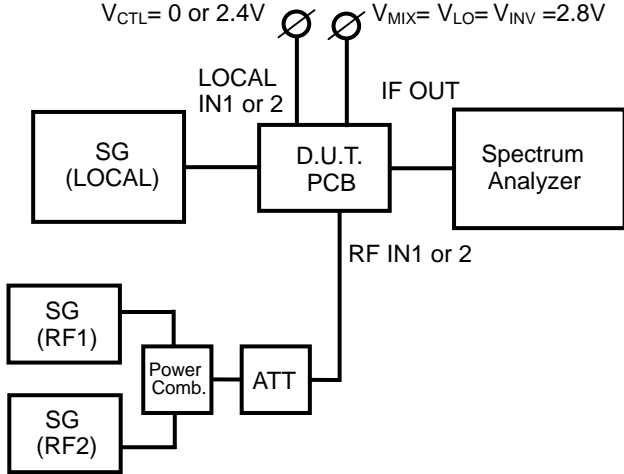 V_CTL= 0 or 2.4V
V_MIX= V_LO= V_INV =2.8V
LOCAL
IN1 or 2
IF OUT
SG
(LOCAL)
D.U.T.
PCB
Spectrum
Analyzer
RF IN1 or 2
SG
(RF1)
Power
Comb.
ATT
SG
(RF2)